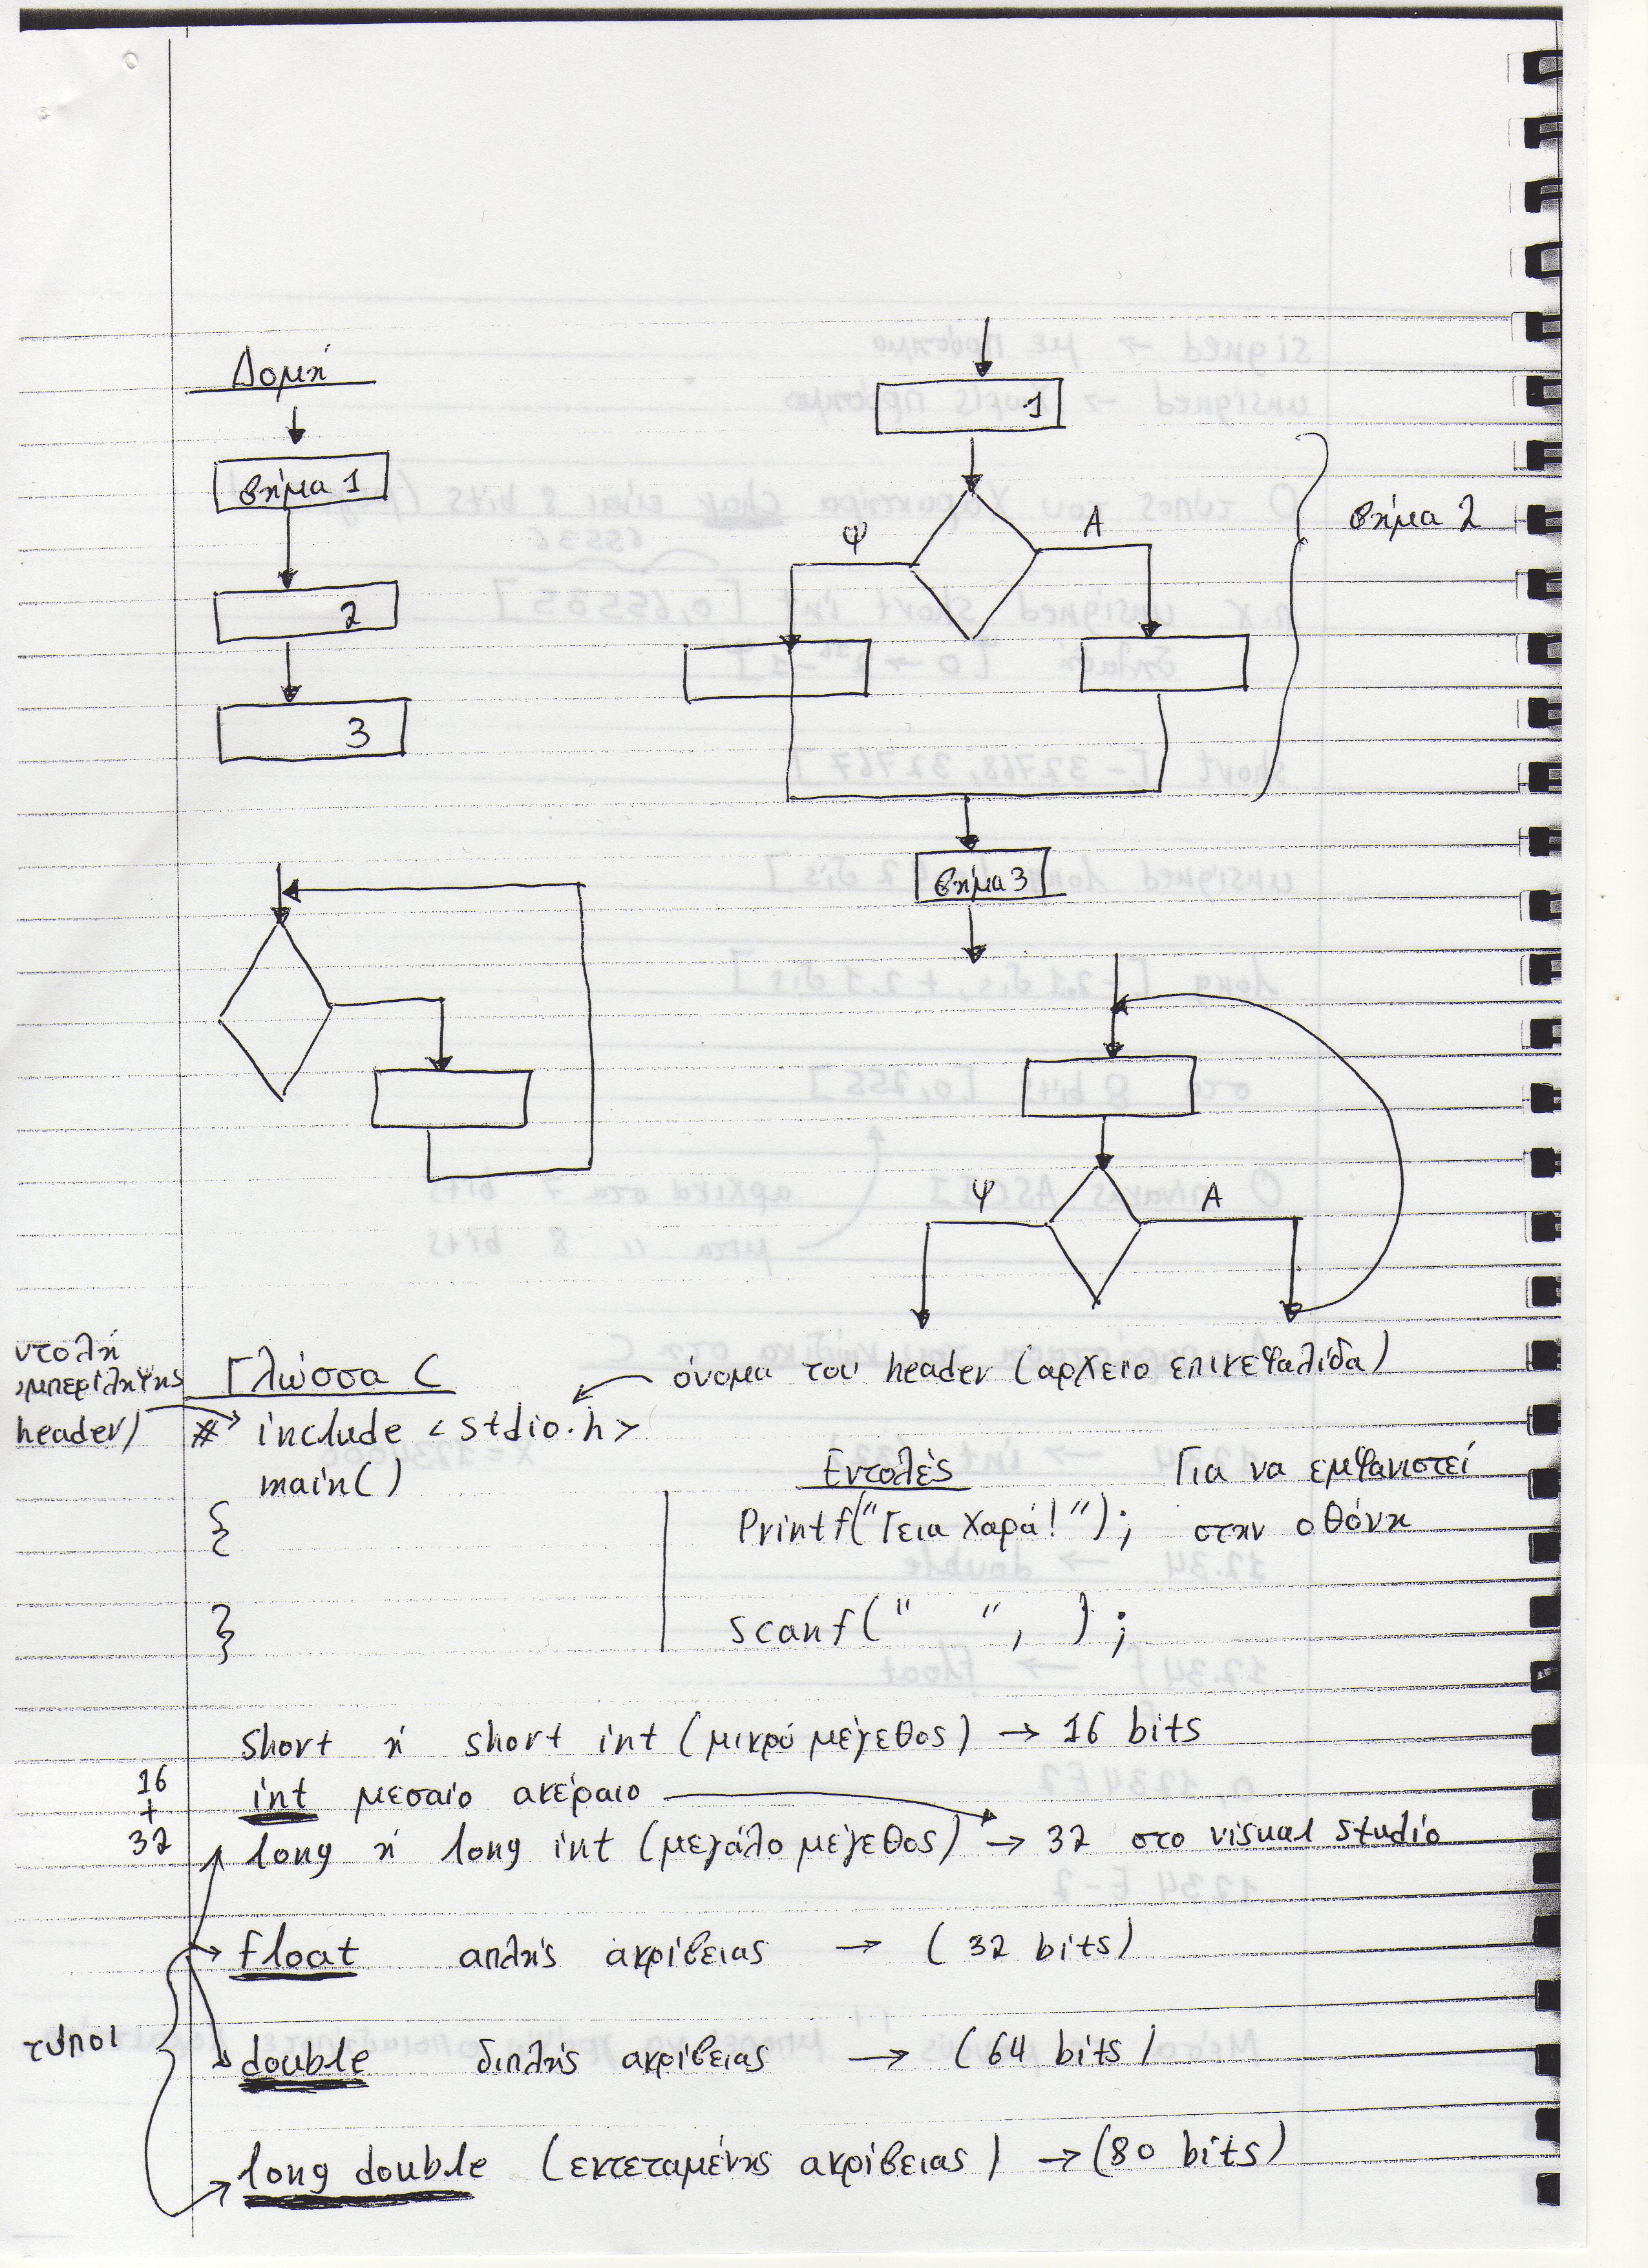 Δομή
βήμα 1
2
3
1
Ψ
Α
βήμα 2
βήμα 3
Ψ
Α
ντολή
μπερίληψης
header)
Γλώσσα C
όνομα του header (αρχείο επικεφαλίδα)
# include <stdio.h>
main()
{
}
Εντολές
Printf("Γεια χαρά!");
Για να εμφανιστεί
στην οθόνη
scanf(" ", );
short ή short int (μικρό μέγεθος) → 16 bits
16
+
32
int μεσαίο ακέραιο
long ή long int (μεγάλο μέγεθος) → 32 στο visual studio
τύποι
float απλής ακρίβειας → (32 bits)
double διπλής ακρίβειας → (64 bits)
long double (εκτεταμένης ακρίβειας) → (80 bits)